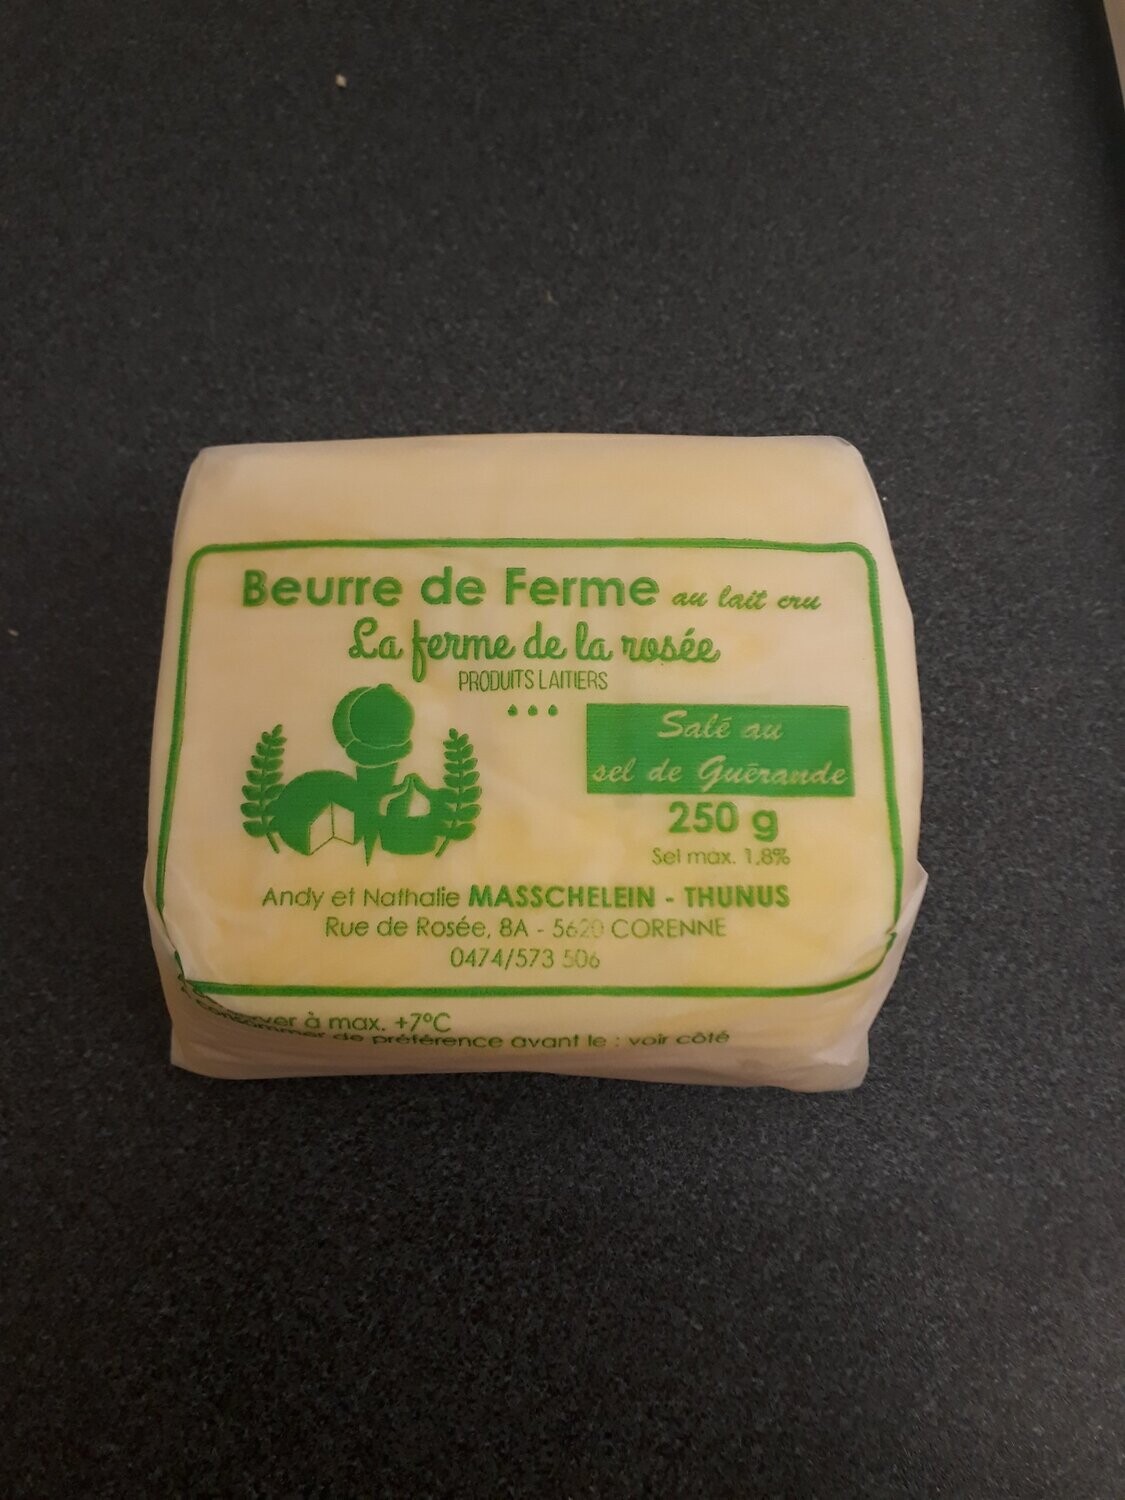 Beurre de Ferme au lait cru
La ferme de la rosée
PRODUITS LAITIERS
Salé au
sel de Guérande
250 g
Sel max. 1,8%
Andy et Nathalie MASSCHELEIN - THUNUS
Rue de Rosée, 8A - 5620 CORENNE
0474/573 506
à max. +7°C
de préférence avant le : voir côté